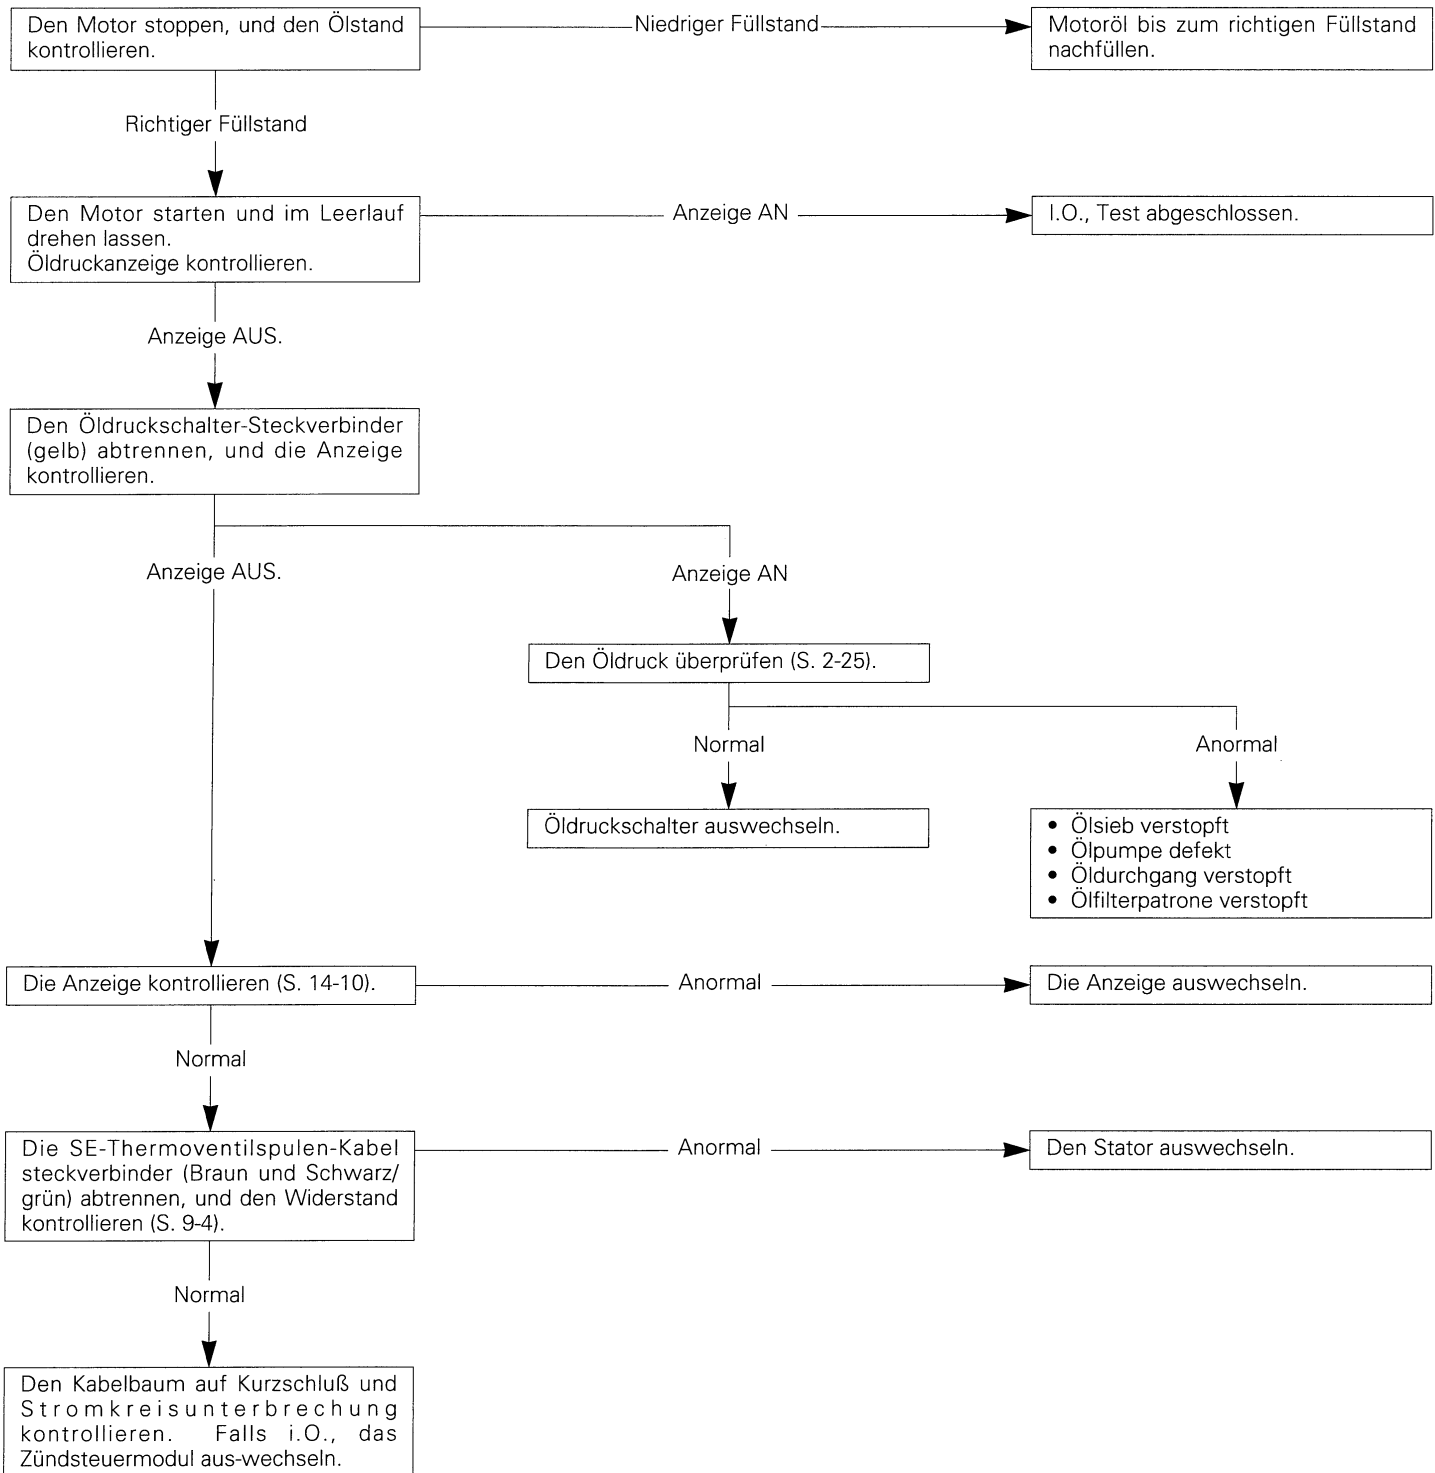 Den Motor stoppen, und den Ölstand
kontrollieren.
Niedriger Füllstand
Motoröl bis zum richtigen Füllstand
nachfüllen.
Richtiger Füllstand
Den Motor starten und im Leerlauf
drehen lassen.
Öldruckanzeige kontrollieren.
Anzeige AN
I.O., Test abgeschlossen.
Anzeige AUS.
Den Öldruckschalter-Steckverbinder
(gelb) abtrennen, und die Anzeige
kontrollieren.
Anzeige AUS.
Anzeige AN
Den Öldruck überprüfen (S. 2-25).
Normal
Anormal
Öldruckschalter auswechseln.
• Ölsieb verstopft
• Ölpumpe defekt
• Öldurchgang verstopft
• Ölfilterpatrone verstopft
Die Anzeige kontrollieren (S. 14-10).
Anormal
Die Anzeige auswechseln.
Normal
Die SE-Thermoventilspulen-Kabel
steckverbinder (Braun und Schwarz/
grün) abtrennen, und den Widerstand
kontrollieren (S. 9-4).
Anormal
Den Stator auswechseln.
Normal
Den Kabelbaum auf Kurzschluß und
Stromkreisunterbrechung
kontrollieren. Falls i.O., das
Zündsteuermodul aus-wechseln.